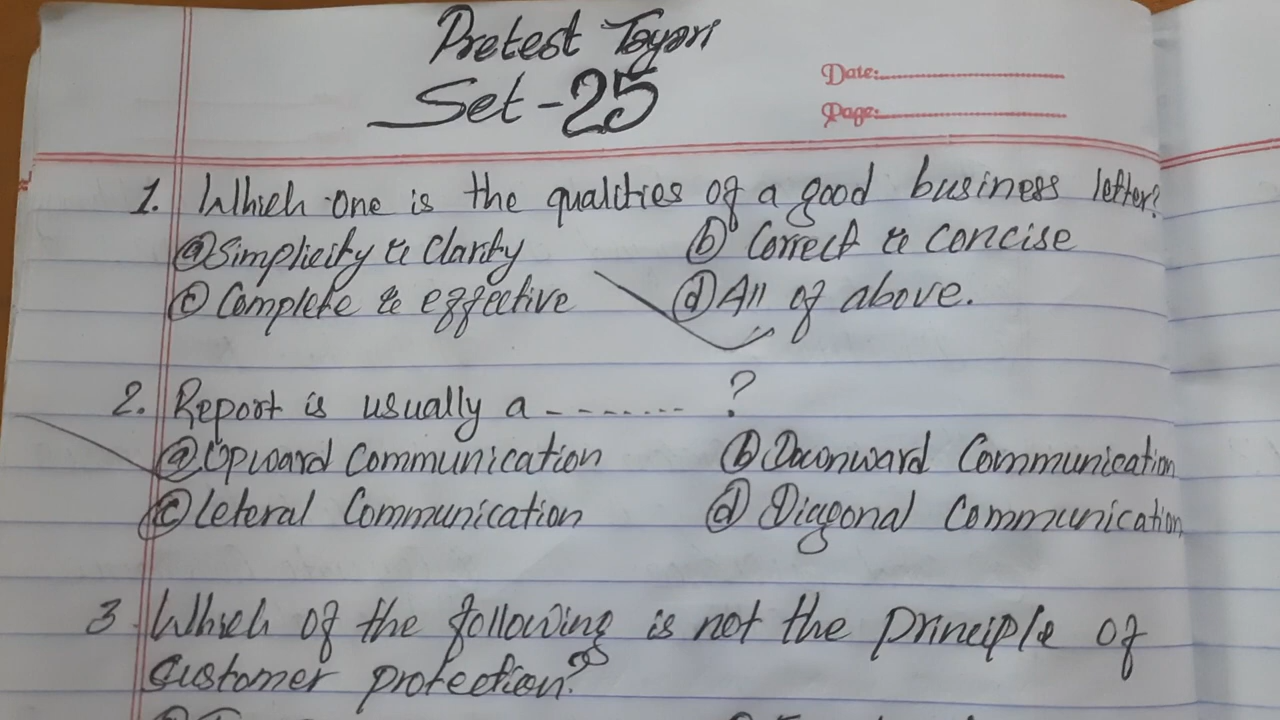 Pretest Tayari
Set-25
Date:
Page:
1. Which one is the qualities of a good business letter?
ⓐ Simplicity & Clarity ⓑ Correct & concise
ⓒ Complete & effective ⓓ All of above.
2. Report is usually a -------- ?
ⓐ Upward Communication ⓑ Downward Communication
ⓒ Leteral Communication ⓓ Diagonal Communication
3. Which of the following is not the principle of
customer protection?